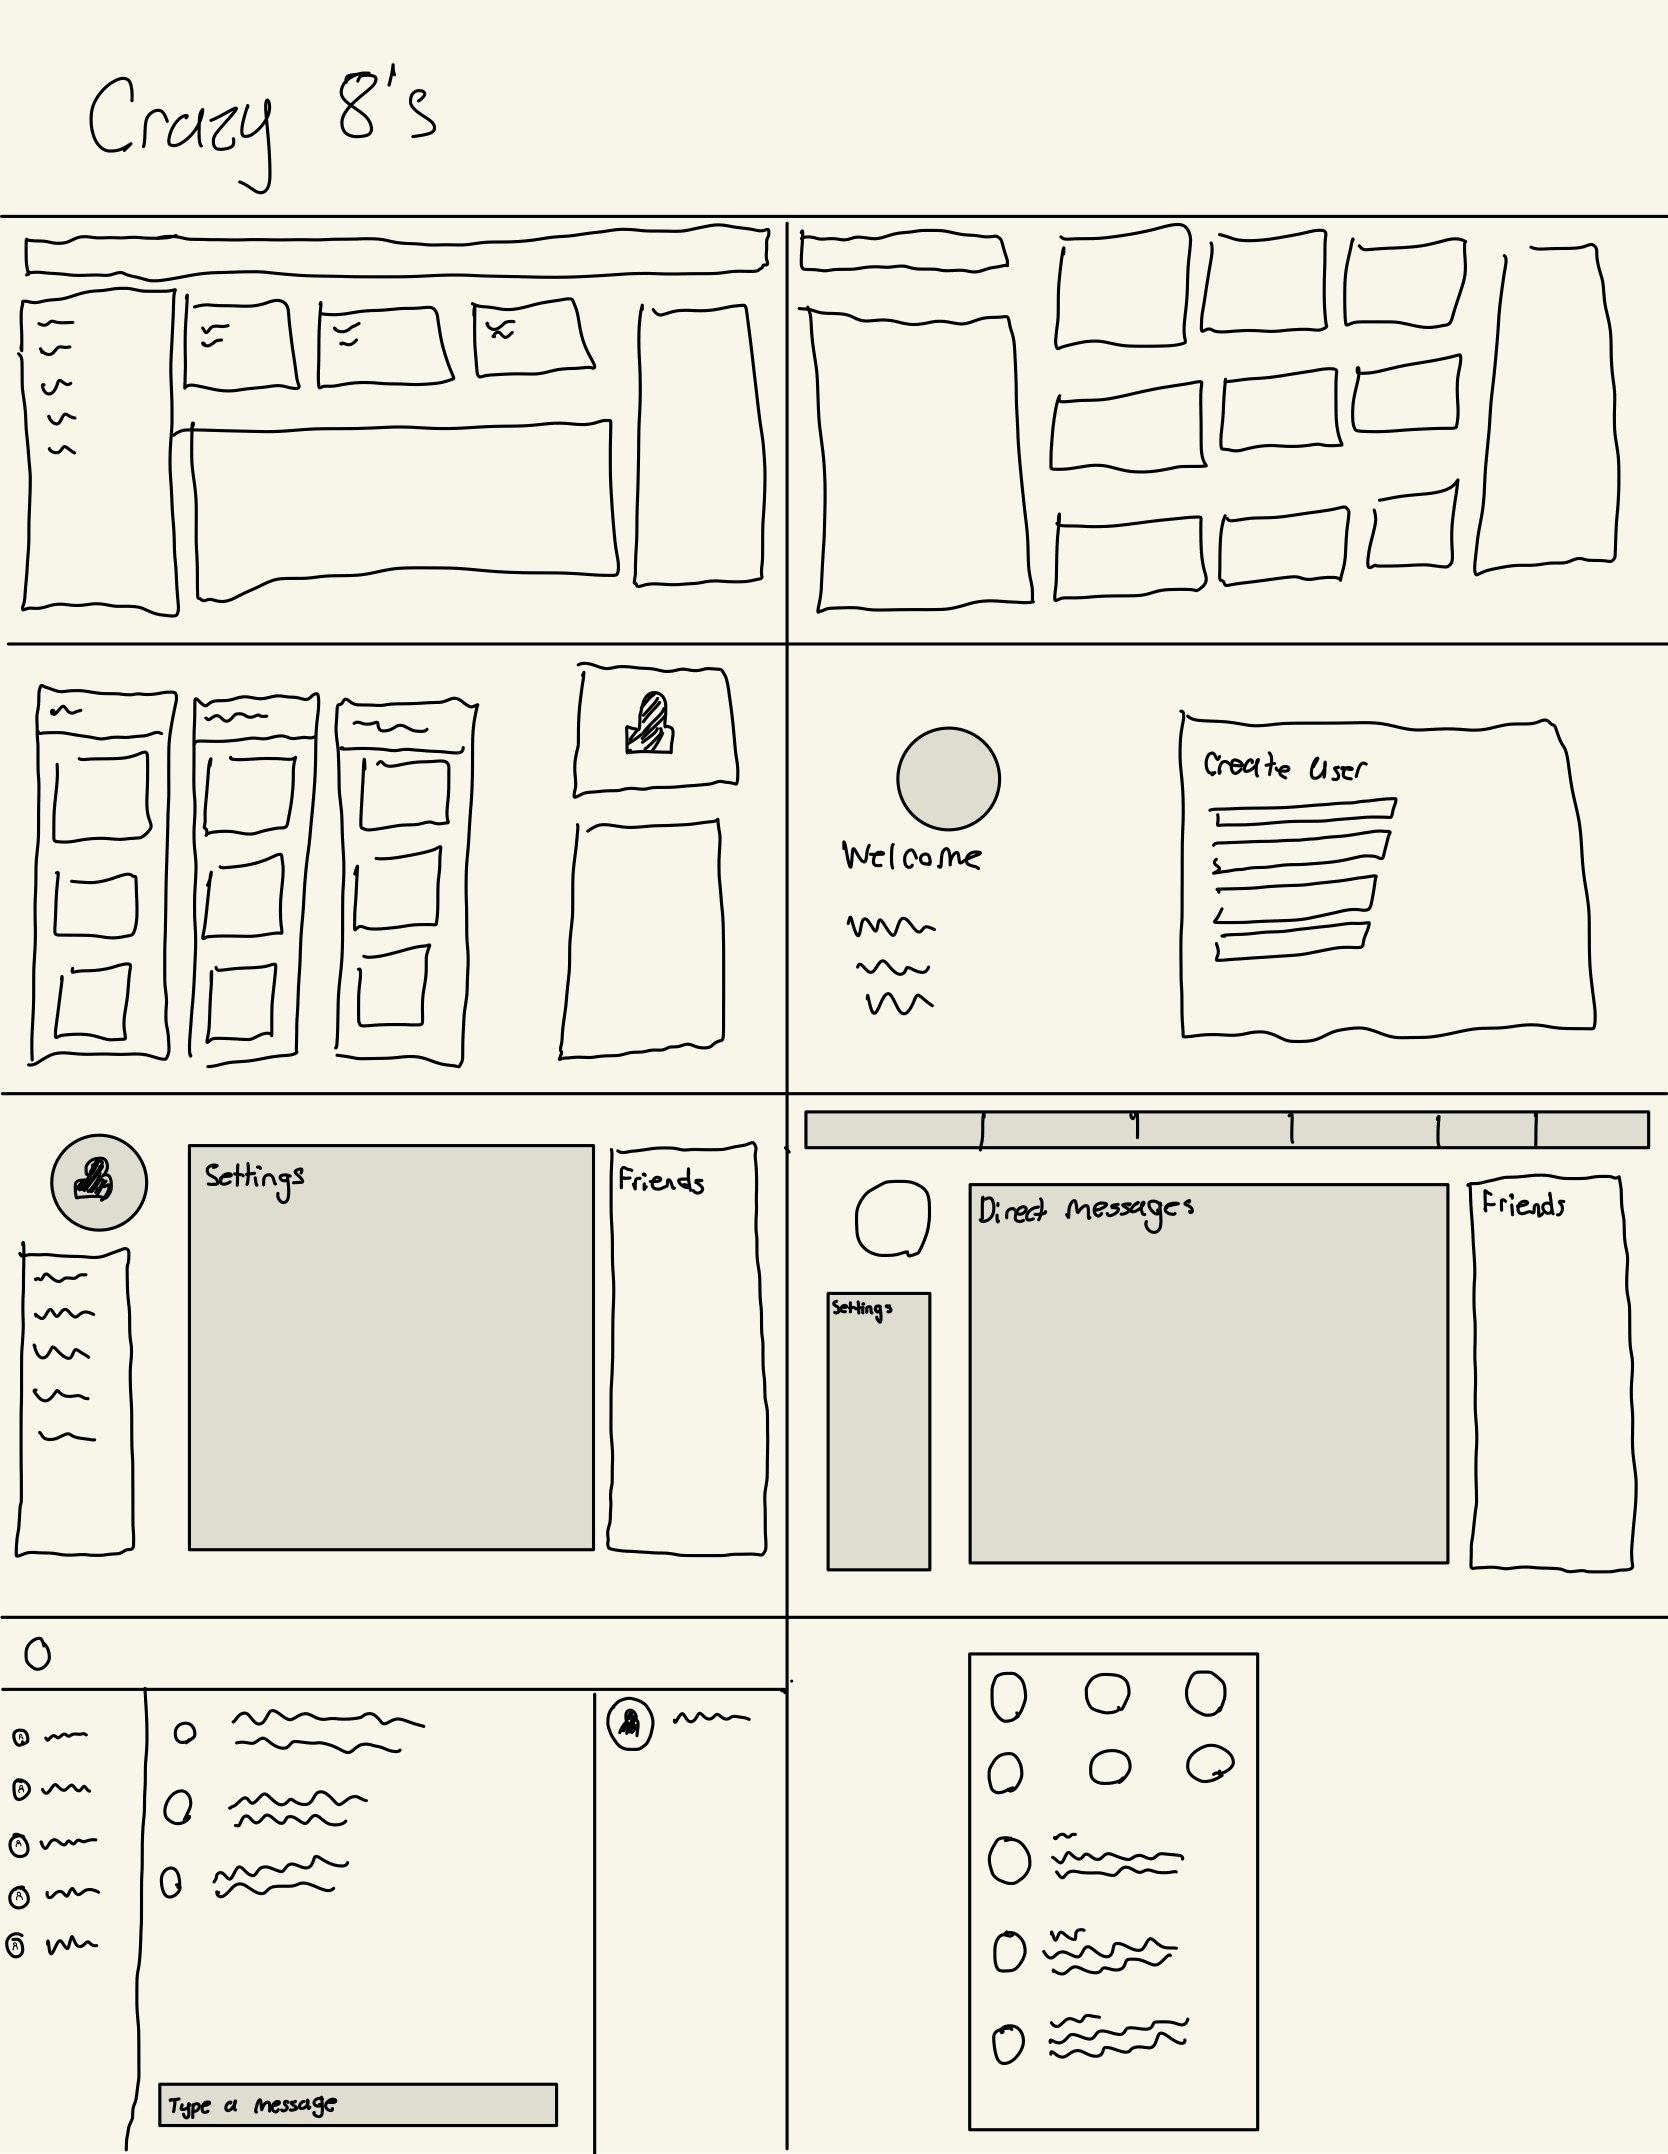 Crazy 8's
Welcome
Create user
Settings
Friends
Direct messages
Friends
Settings
Type a message